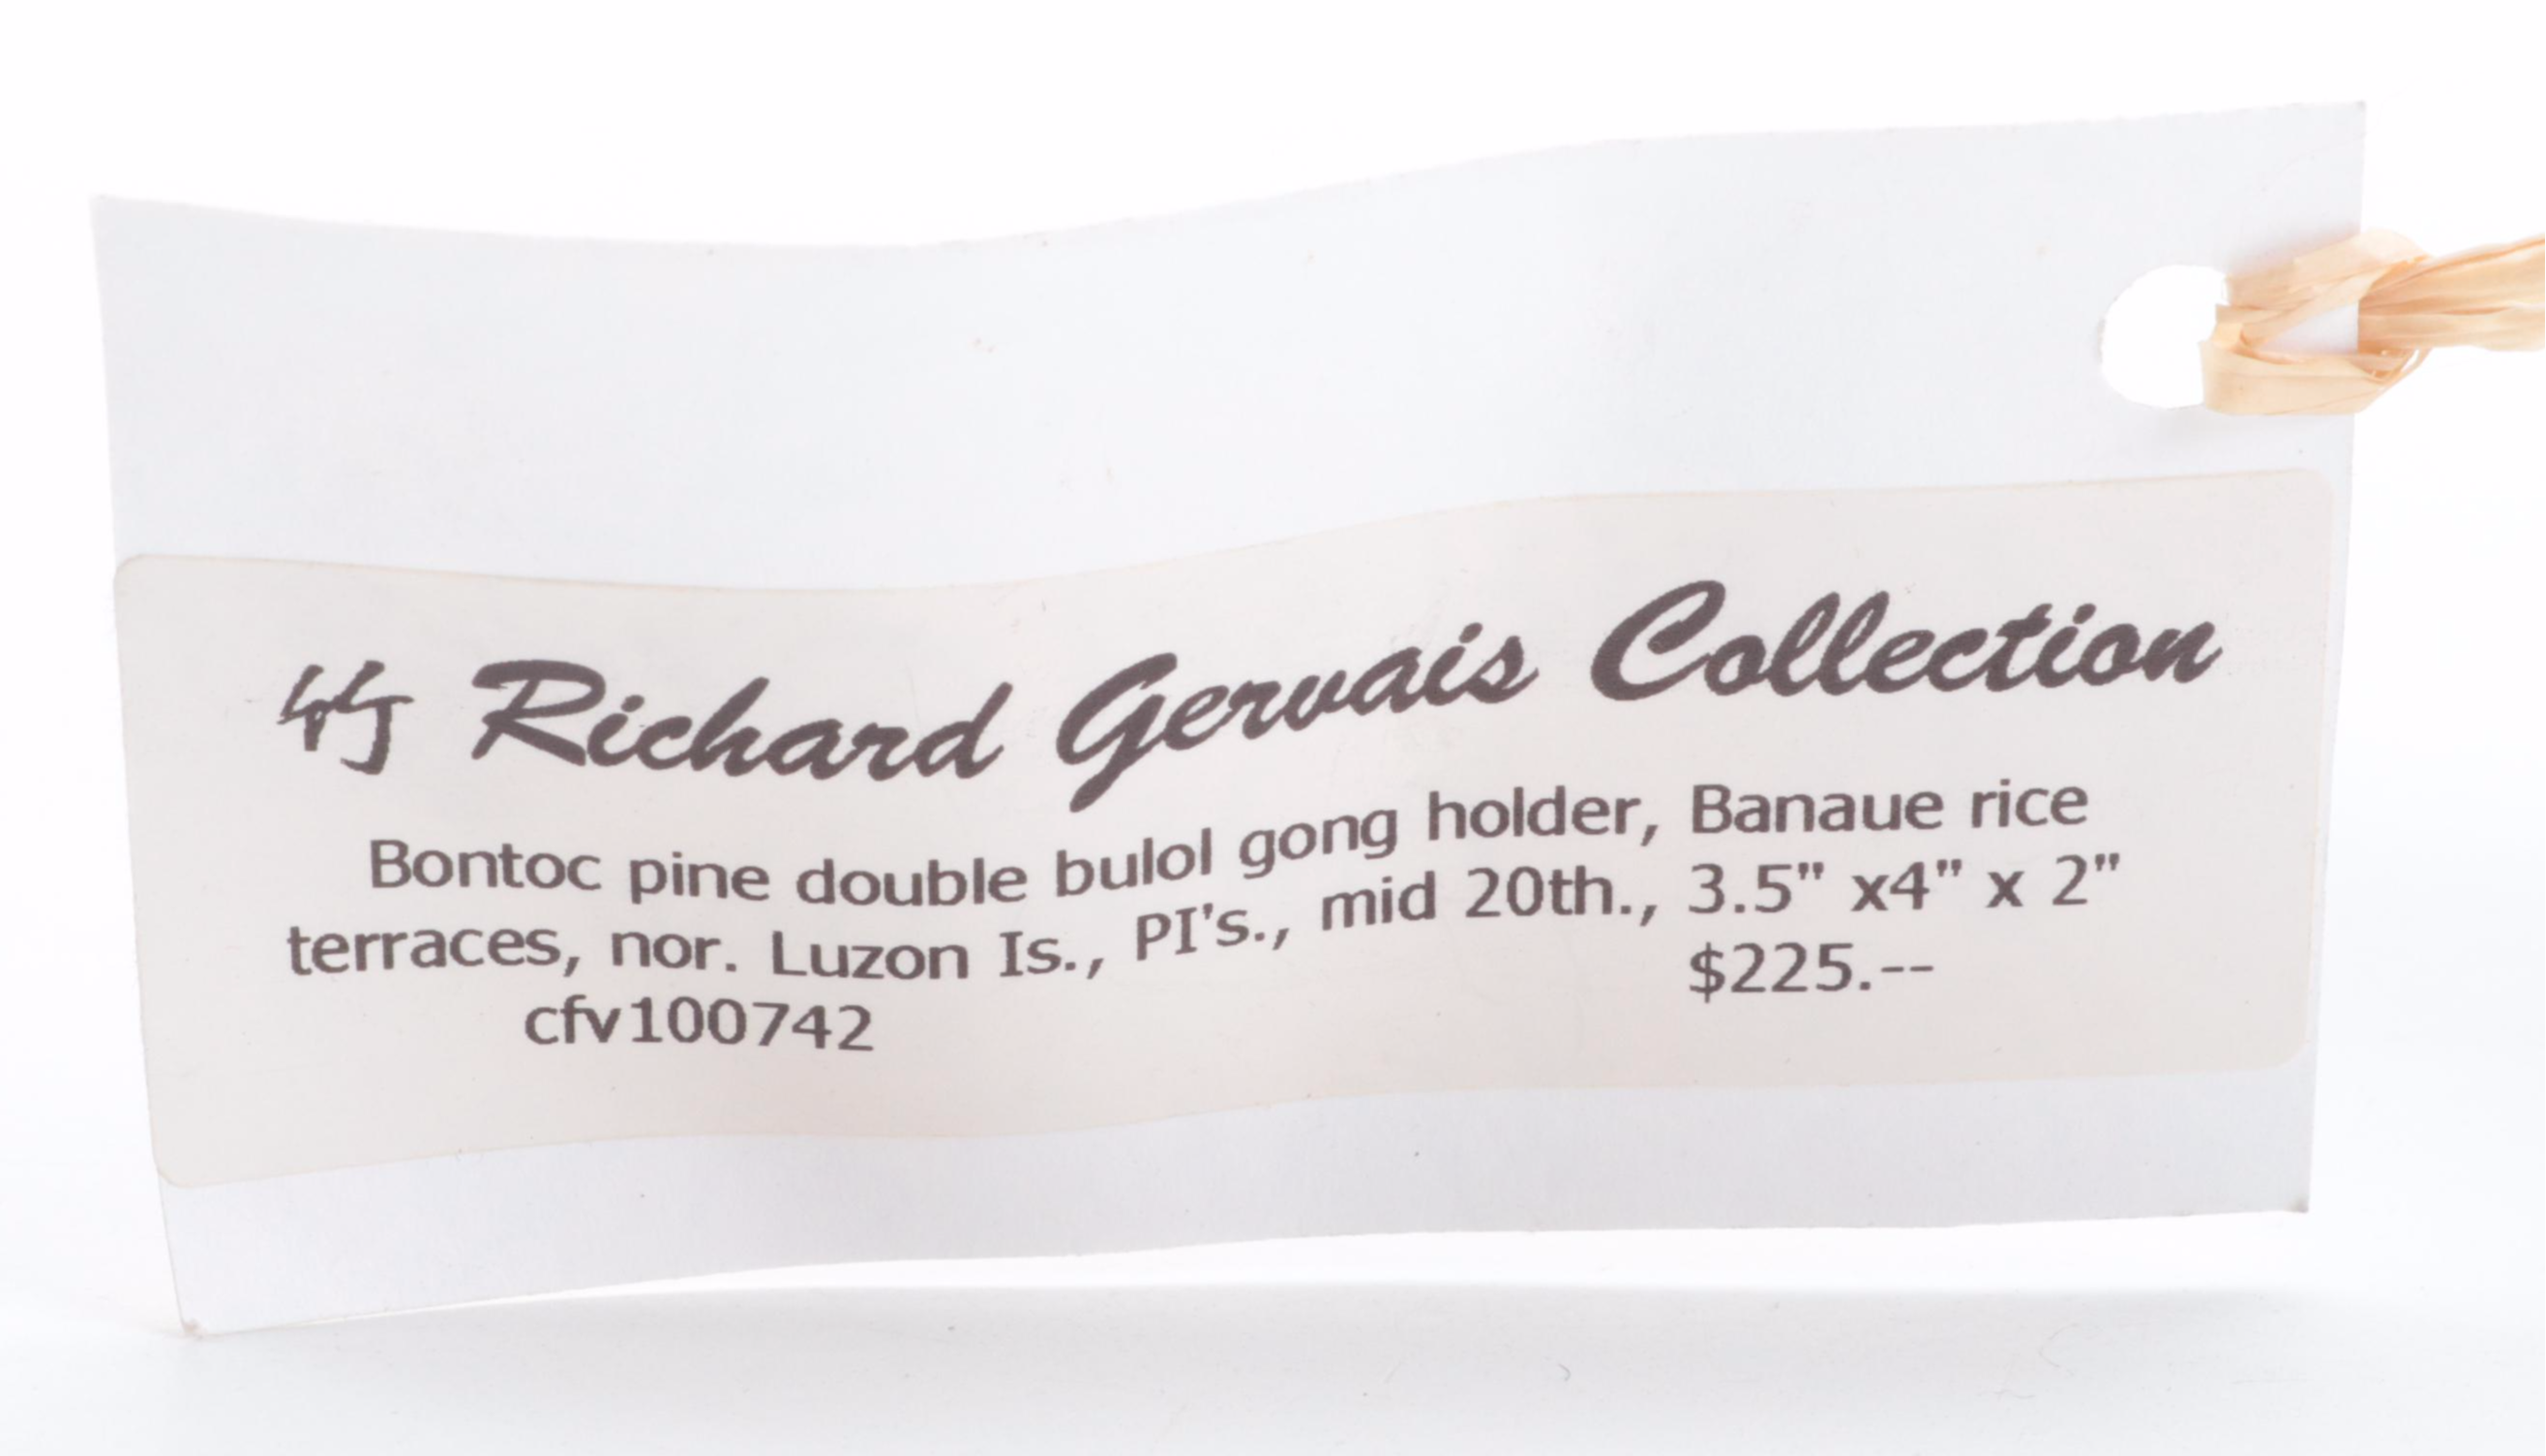 Richard Gervais Collection
Bontoc pine double bulol gong holder, Banaue rice
terraces, nor. Luzon Is., PI's., mid 20th., 3.5" x4" x 2"
cfv100742 $225.--